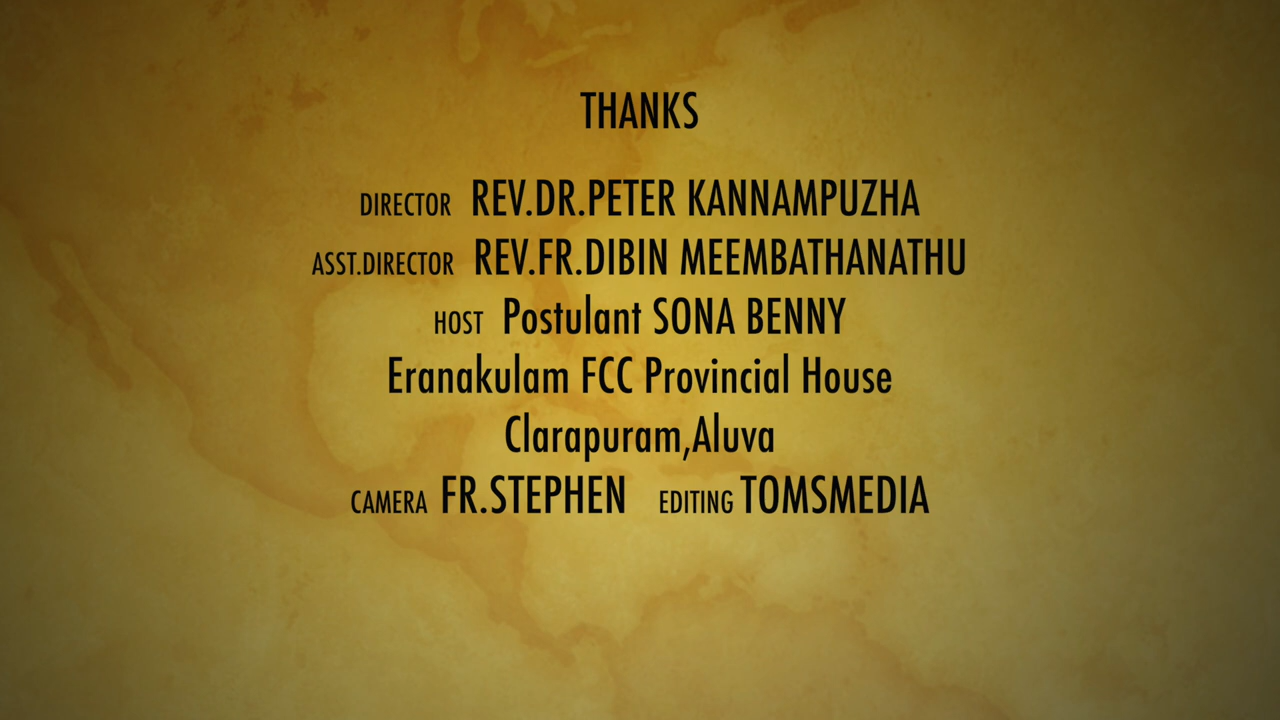 THANKS
DIRECTOR REV.DR.PETER KANNAMPUZHA
ASST.DIRECTOR REV.FR.DIBIN MEEMBATHANATHU
HOST Postulant SONA BENNY
Eranakulam FCC Provincial House
Clarapuram,Aluva
CAMERA FR.STEPHEN EDITING TOMSMEDIA